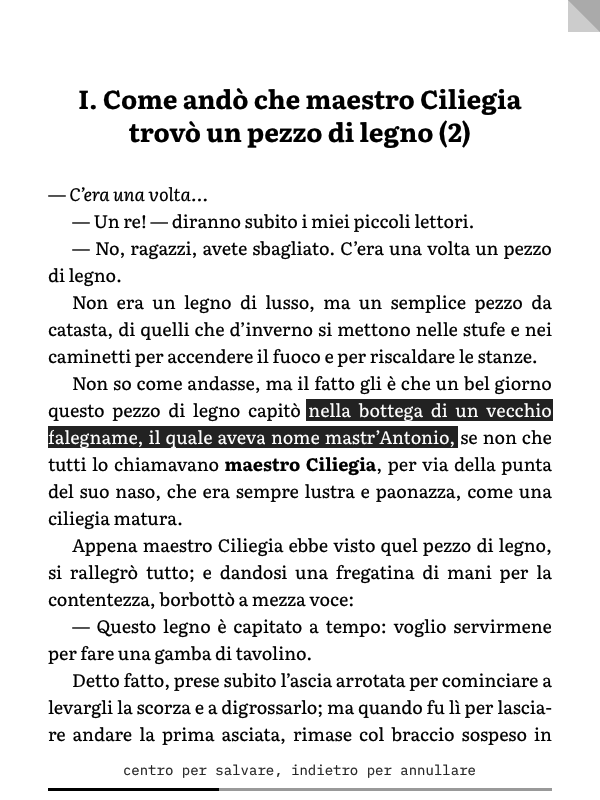 I. Come andò che maestro Ciliegia
trovò un pezzo di legno (2)
— C’era una volta…
— Un re! — diranno subito i miei piccoli lettori.
— No, ragazzi, avete sbagliato. C’era una volta un pezzo
di legno.
Non era un legno di lusso, ma un semplice pezzo da
catasta, di quelli che d’inverno si mettono nelle stufe e nei
caminetti per accendere il fuoco e per riscaldare le stanze.
Non so come andasse, ma il fatto gli è che un bel giorno
questo pezzo di legno capitò nella bottega di un vecchio
falegname, il quale aveva nome mastr’Antonio, se non che
tutti lo chiamavano maestro Ciliegia, per via della punta
del suo naso, che era sempre lustra e paonazza, come una
ciliegia matura.
Appena maestro Ciliegia ebbe visto quel pezzo di legno,
si rallegrò tutto; e dandosi una fregatina di mani per la
contentezza, borbottò a mezza voce:
— Questo legno è capitato a tempo: voglio servirmene
per fare una gamba di tavolino.
Detto fatto, prese subito l’ascia arrotata per cominciare a
levargli la scorza e a digrossarlo; ma quando fu lì per lascia-
re andare la prima asciata, rimase col braccio sospeso in
centro per salvare, indietro per annullare